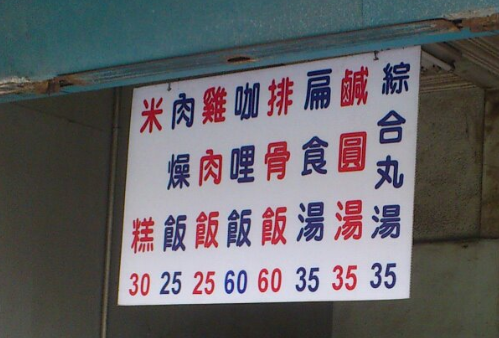 米糕 30
肉燥飯 25
雞肉飯 25
咖哩飯 60
排骨飯 60
扁食湯 35
鹹圓湯 35
綜合丸湯 35